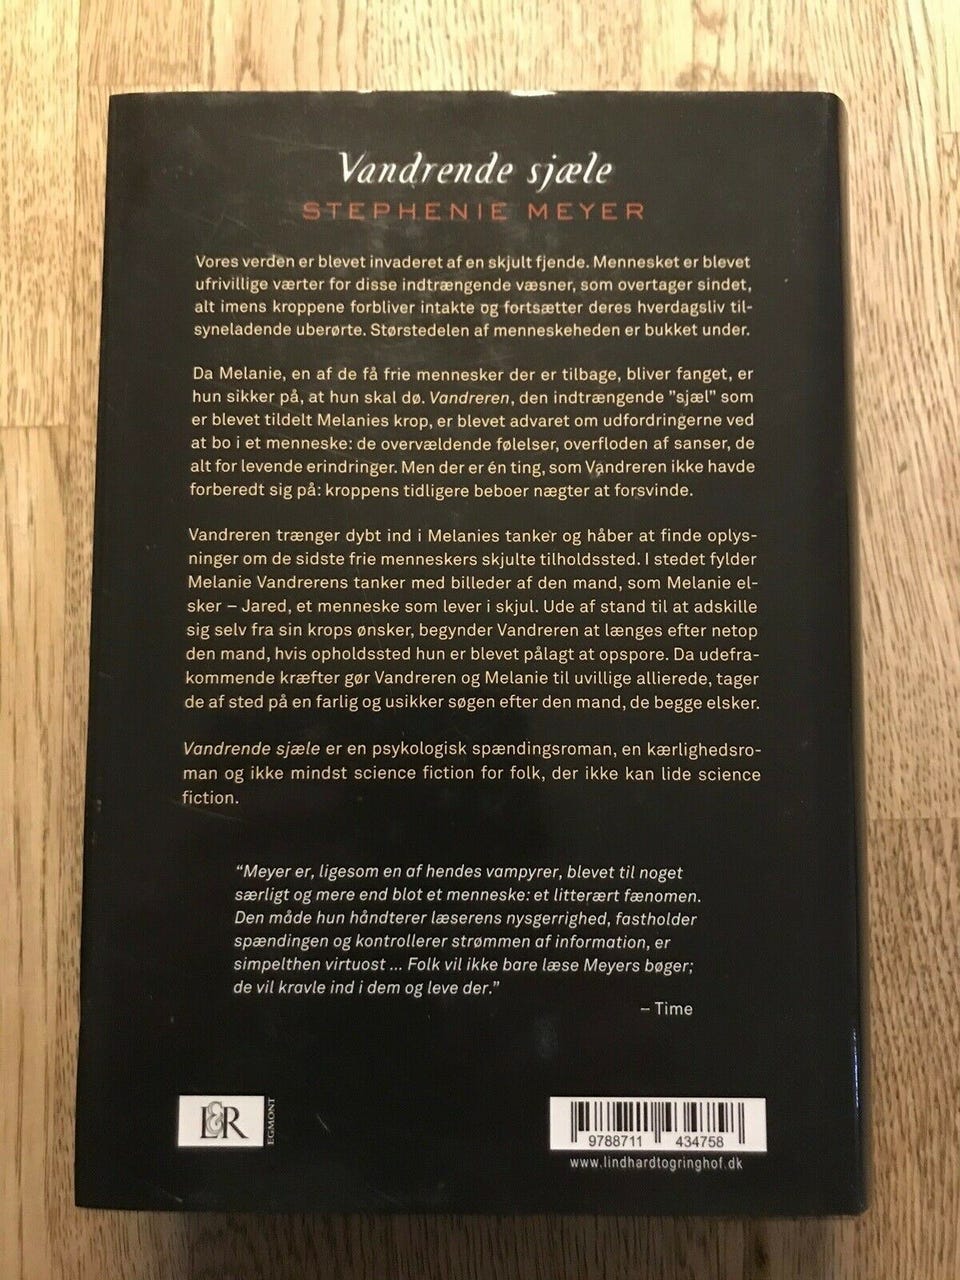 Vandrende sjæle
STEPHENIE MEYER
Vores verden er blevet invaderet af en skjult fjende. Mennesket er blevet
ufrivillige værter for disse indtrængende væsner, som overtager sindet,
alt imens kroppene forbliver intakte og fortsætter deres hverdagsliv til-
syneladende uberørte. Størstedelen af menneskeheden er bukket under.
Da Melanie, en af de få frie mennesker der er tilbage, bliver fanget, er
hun sikker på, at hun skal dø. Vandreren, den indtrængende ”sjæl” som
er blevet tildelt Melanies krop, er blevet advaret om udfordringerne ved
at bo i et menneske: de overvældende følelser, overfloden af sanser, de
alt for levende erindringer. Men der er én ting, som Vandreren ikke havde
forberedt sig på: kroppens tidligere beboer nægter at forsvinde.
Vandreren trænger dybt ind i Melanies tanker og håber at finde oplys-
ninger om de sidste frie menneskers skjulte tilholdssted. I stedet fylder
Melanie Vandrerens tanker med billeder af den mand, som Melanie el-
sker – Jared, et menneske som lever i skjul. Ude af stand til at adskille
sig selv fra sin krops ønsker, begynder Vandreren at længes efter netop
den mand, hvis opholdssted hun er blevet pålagt at opspore. Da udefra-
kommende kræfter gør Vandreren og Melanie til uvillige allierede, tager
de af sted på en farlig og usikker søgen efter den mand, de begge elsker.
Vandrende sjæle er en psykologisk spændingsroman, en kærlighedsro-
man og ikke mindst science fiction for folk, der ikke kan lide science
fiction.
“Meyer er, ligesom en af hendes vampyrer, blevet til noget
særligt og mere end blot et menneske: et litterært fænomen.
Den måde hun håndterer læserens nysgerrighed, fastholder
spændingen og kontrollerer strømmen af information, er
simpelthen virtuost ... Folk vil ikke bare læse Meyers bøger;
de vil kravle ind i dem og leve der.”
– Time
L&R
EGMONT
9788711 434758
www.lindhardtogringhof.dk